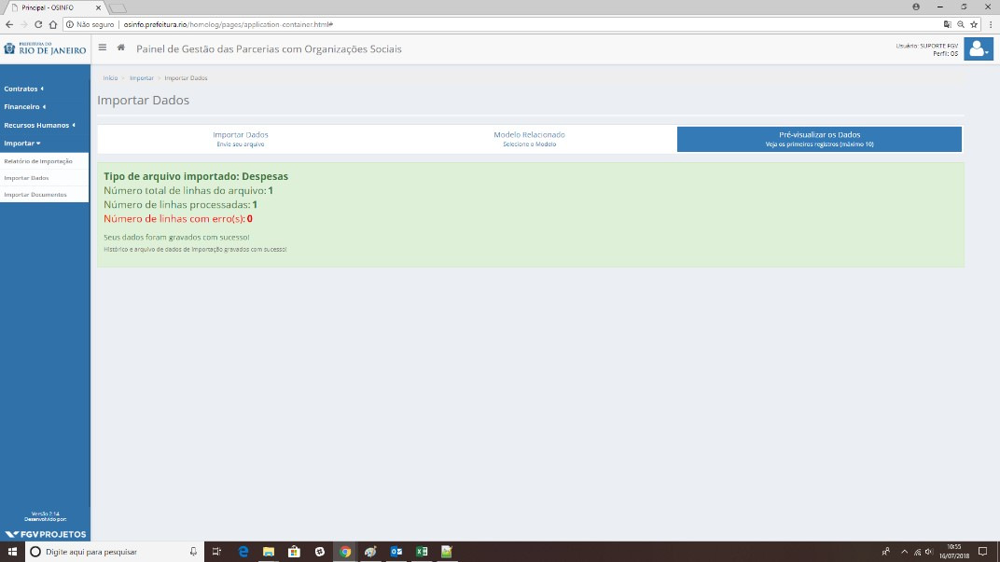 Principal - OSINFO
Não seguro | osinfo.prefeitura.rio/homolog/pages/application-container.html#
PREFEITURA DO
RIO DE JANEIRO
Painel de Gestão das Parcerias com Organizações Sociais
Usuário: SUPORTE FGV
Perfil: OS
Contratos
Financeiro
Recursos Humanos
Importar
Relatório de Importação
Importar Dados
Importar Documentos
Início > Importar > Importar Dados
Importar Dados
Importar Dados
Envie seu arquivo
Modelo Relacionado
Selecione o Modelo
Pré-visualizar os Dados
Veja os primeiros registros (máximo 10)
Tipo de arquivo importado: Despesas
Número total de linhas do arquivo: 1
Número de linhas processadas: 1
Número de linhas com erro(s): 0
Seus dados foram gravados com sucesso!
Histórico e arquivo de dados de importação gravados com sucesso!
Versão 2.14
Desenvolvido por:
FGV PROJETOS
Digite aqui para pesquisar
10:55
16/07/2018